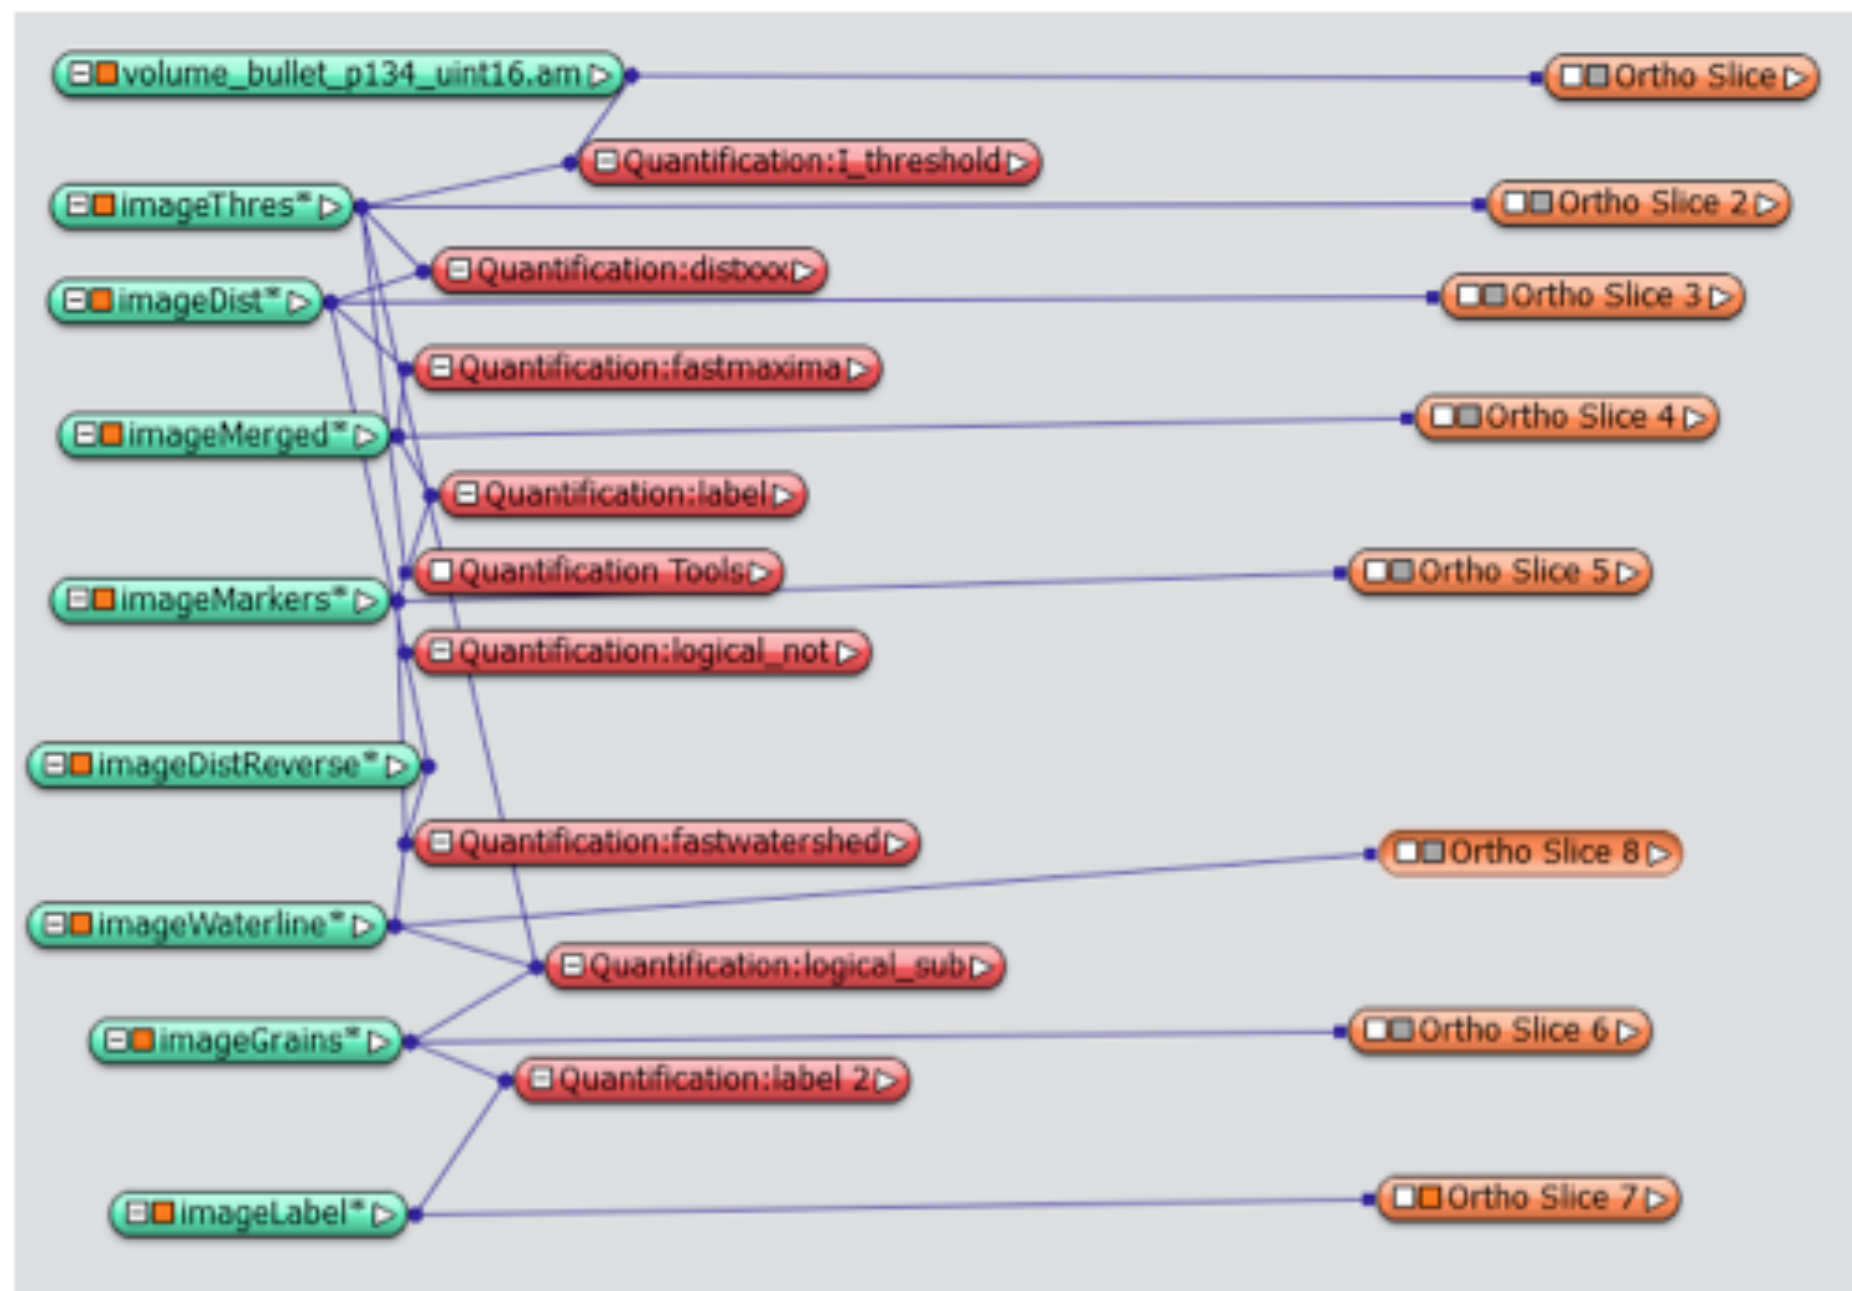 volume_bullet_p134_uint16.am
Ortho Slice
Quantification:I_threshold
imageThres*
Ortho Slice 2
Quantification:distxxx
imageDist*
Ortho Slice 3
Quantification:fastmaxima
imageMerged*
Ortho Slice 4
Quantification:label
Quantification Tools
Ortho Slice 5
imageMarkers*
Quantification:logical_not
imageDistReverse*
Quantification:fastwatershed
Ortho Slice 8
imageWaterline*
Quantification:logical_sub
imageGrains*
Ortho Slice 6
Quantification:label 2
imageLabel*
Ortho Slice 7